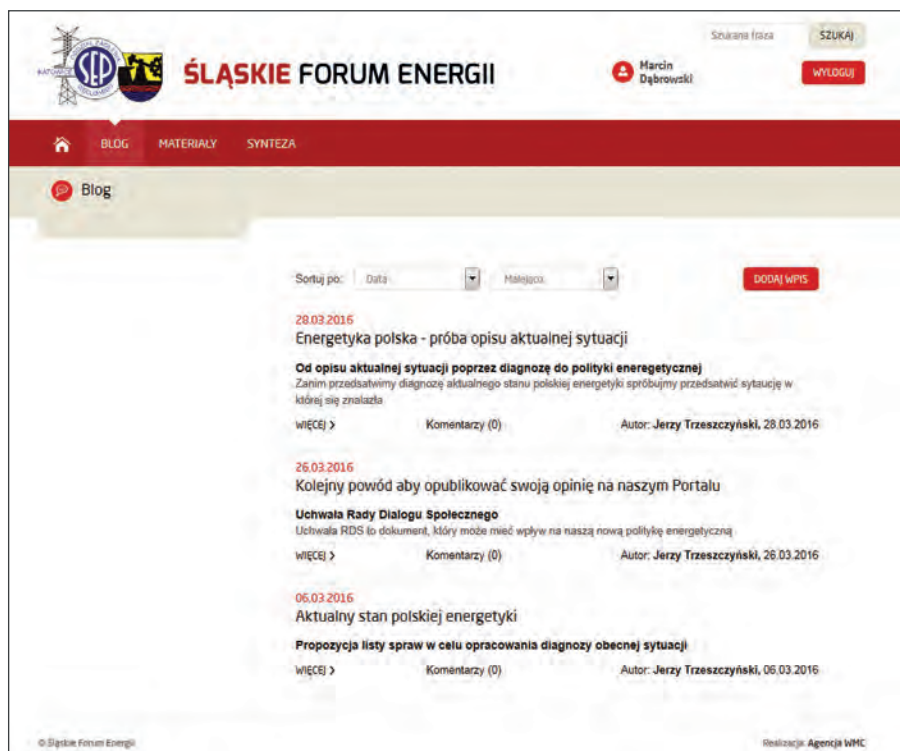 Szukana fraza
SZUKAJ
SEP
ŚLĄSKIE FORUM ENERGII
Marcin
Dąbrowski
WYLOGUJ
BLOG MATERIAŁY SYNTEZA
Blog
Sortuj po: Data Malejąco DODAJ WPIS
28.03.2016
Energetyka polska - próba opisu aktualnej sytuacji
Od opisu aktualnej sytuacji poprzez diagnozę do polityki eneregetycznej
Zanim przedsatwimy diagnozę aktualnego stanu polskiej energetyki spróbujmy przedsatwić sytaucję w
której się znalazła
WIĘCEJ > Komentarzy (0) Autor: Jerzy Trzeszczyński, 28.03.2016
26.03.2016
Kolejny powód aby opublikować swoją opinię na naszym Portalu
Uchwała Rady Dialogu Społecznego
Uchwała RDS to dokument, który może mieć wpływ na naszą nową politykę energetyczną
WIĘCEJ > Komentarzy (0) Autor: Jerzy Trzeszczyński, 26.03.2016
06.03.2016
Aktualny stan polskiej energetyki
Propozycja listy spraw w celu opracowania diagnozy obecnej sytuacji
WIĘCEJ > Komentarzy (0) Autor: Jerzy Trzeszczyński, 06.03.2016
© Śląskie Forum Energii Realizacja: Agencja WMC